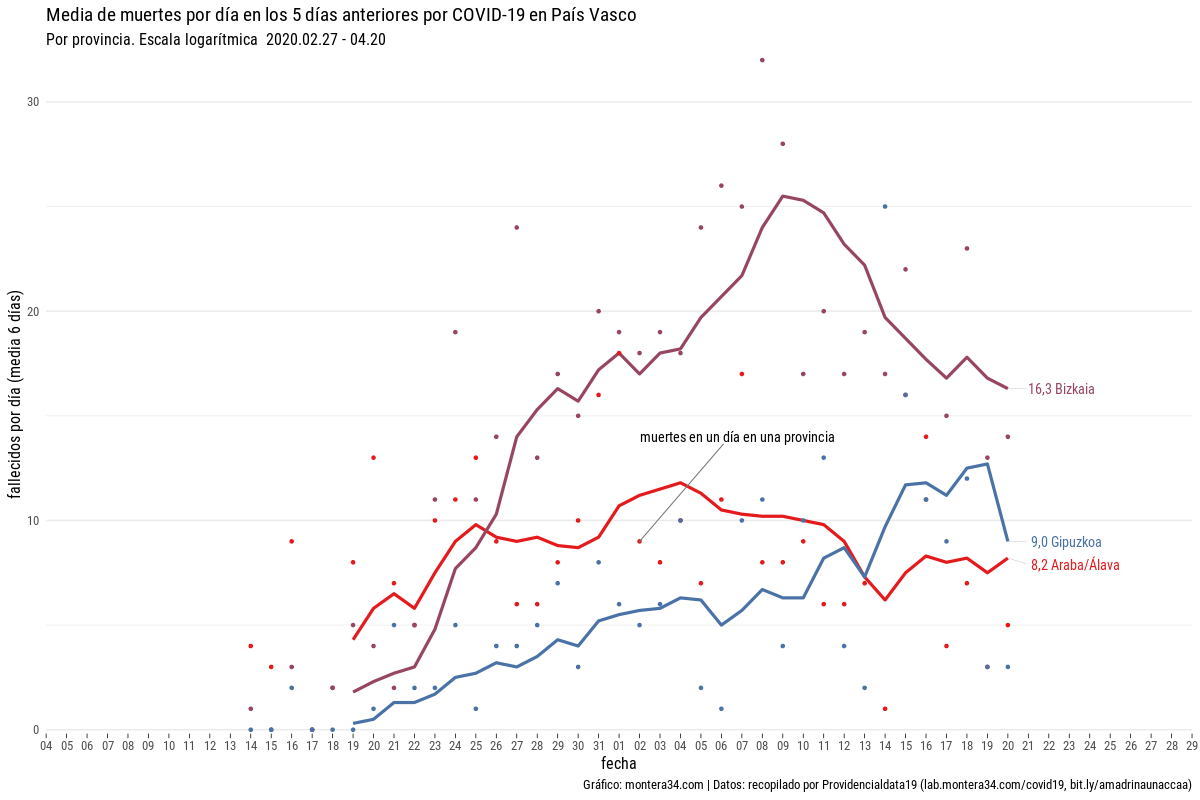 Media de muertes por día en los 5 días anteriores por COVID-19 en País Vasco
Por provincia. Escala logarítmica  2020.02.27 - 04.20
fallecidos por día (media 6 días)
30
20
10
0
muertes en un día en una provincia
16,3 Bizkaia
9,0 Gipuzkoa
8,2 Araba/Álava
04 05 06 07 08 09 10 11 12 13 14 15 16 17 18 19 20 21 22 23 24 25 26 27 28 29 30 31 01 02 03 04 05 06 07 08 09 10 11 12 13 14 15 16 17 18 19 20 21 22 23 24 25 26 27 28 29
fecha
Gráfico: montera34.com | Datos: recopilado por Providencialdata19 (lab.montera34.com/covid19, bit.ly/amadrinaunaccaa)